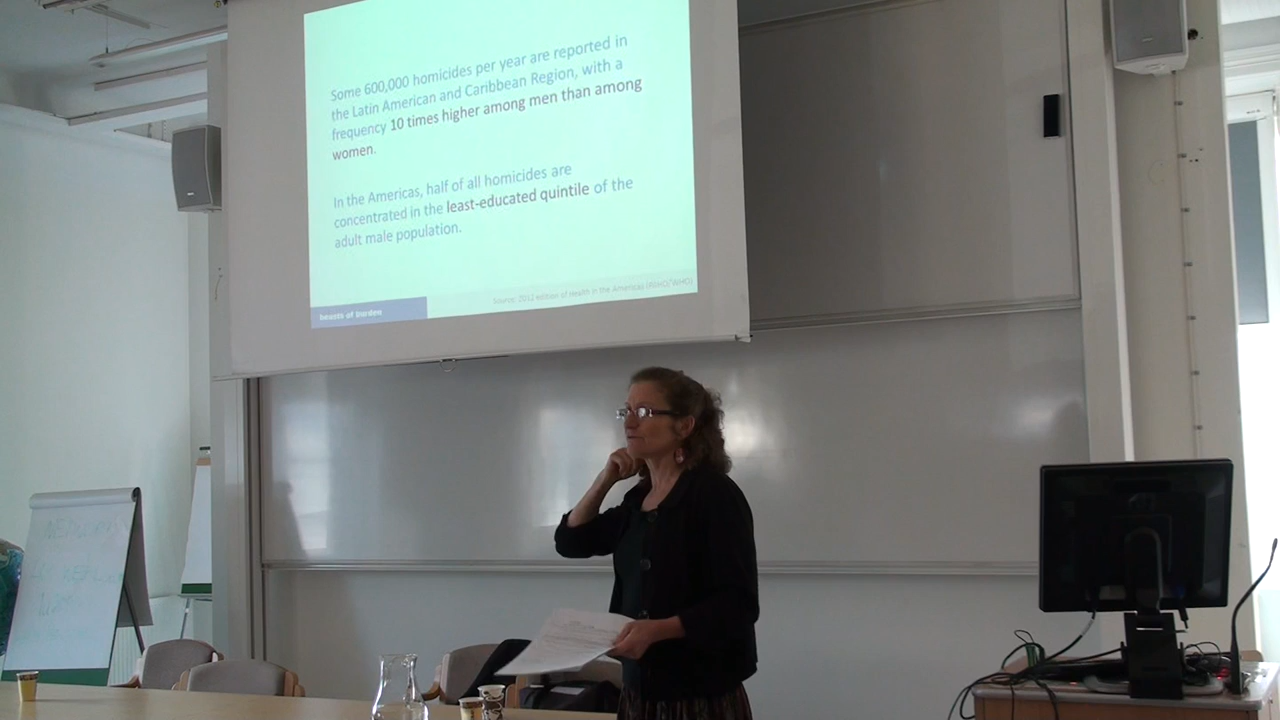 Some 600,000 homicides per year are reported in
the Latin American and Caribbean Region, with a
frequency 10 times higher among men than among
women.
In the Americas, half of all homicides are
concentrated in the least-educated quintile of the
adult male population.
Source: 2012 edition of Health in the Americas
beasts of burden